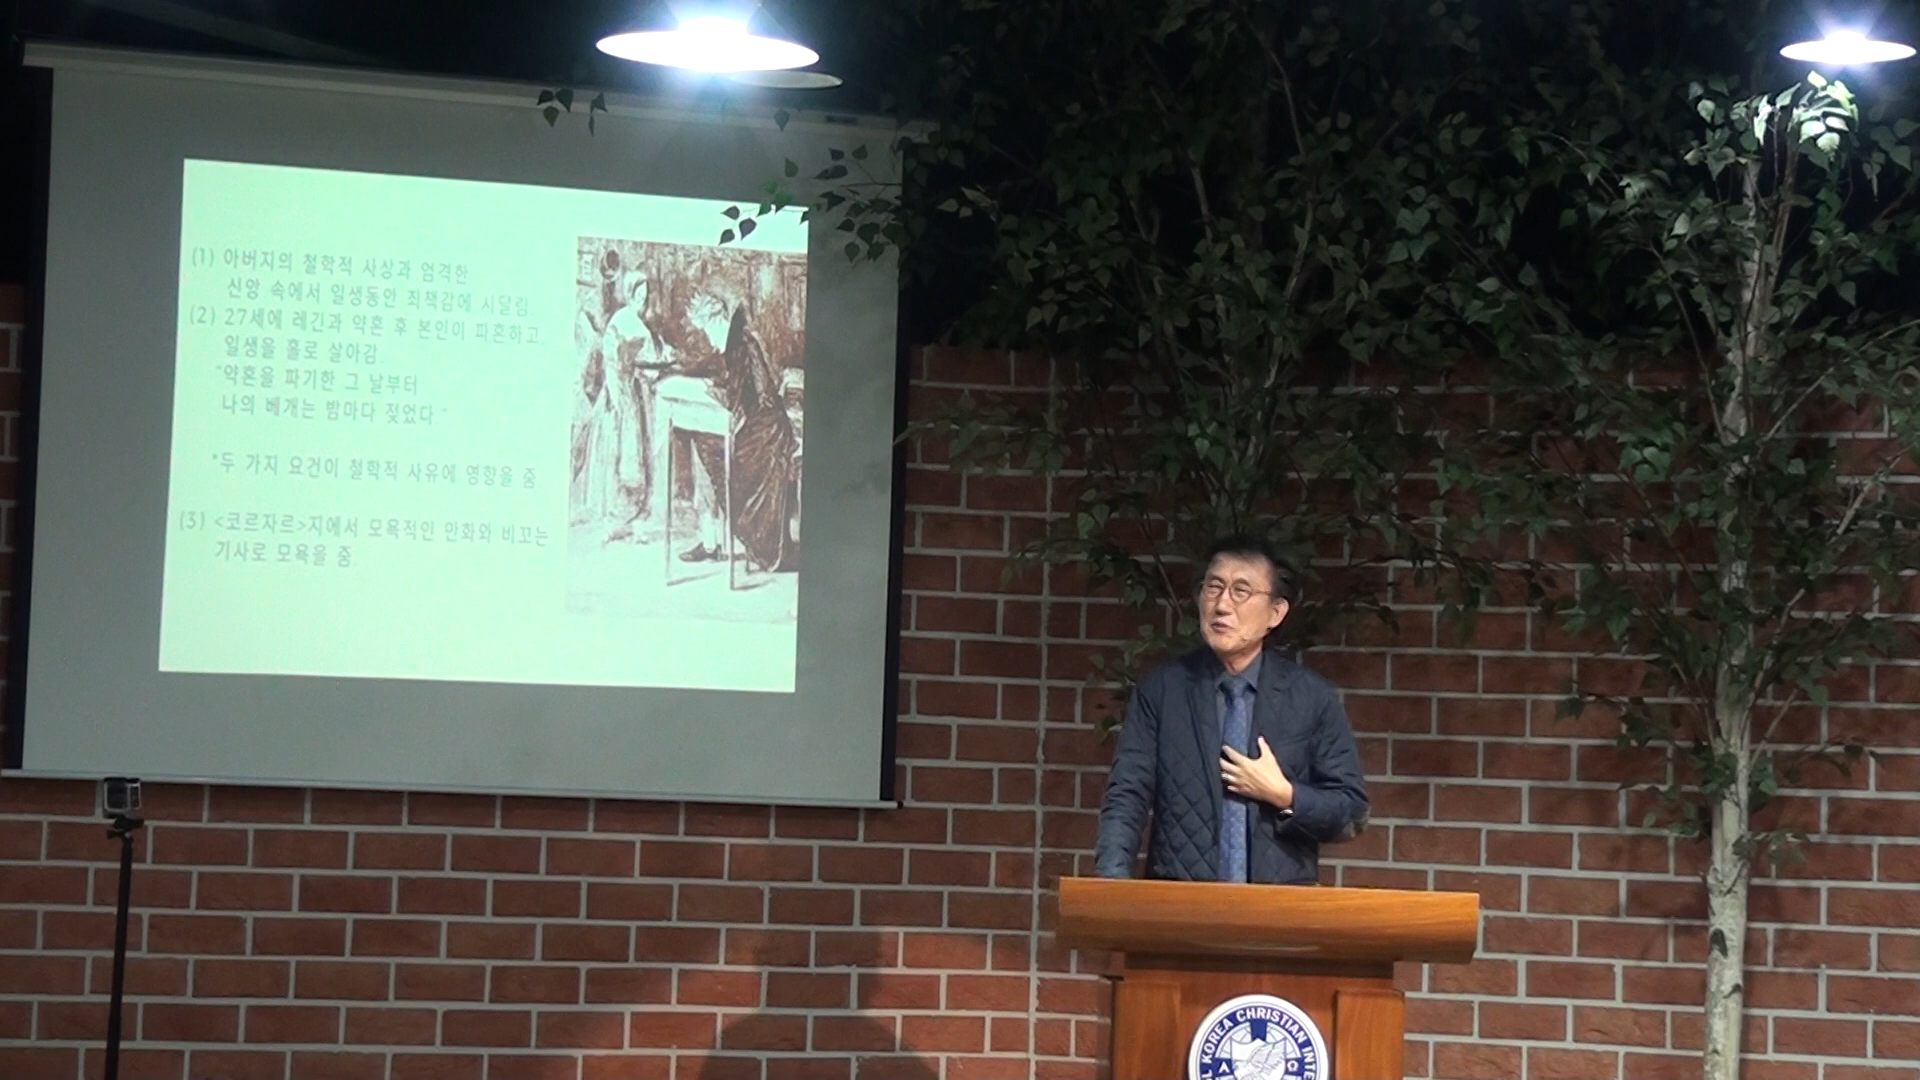 (1) 아버지의 철학적 사상과 엄격한
신앙 속에서 일생동안 죄책감에 시달림.
(2) 27세에 레긴과 약혼 후 본인이 파혼하고,
일생을 홀로 살아감.
"약혼을 파기한 그 날부터
나의 베개는 밤마다 젖었다."
*두 가지 요건이 철학적 사유에 영향을 줌
(3) <코르자르>지에서 모욕적인 만화와 비꼬는
기사로 모욕을 줌.
KOREA CHRISTIAN INTE
A Ω